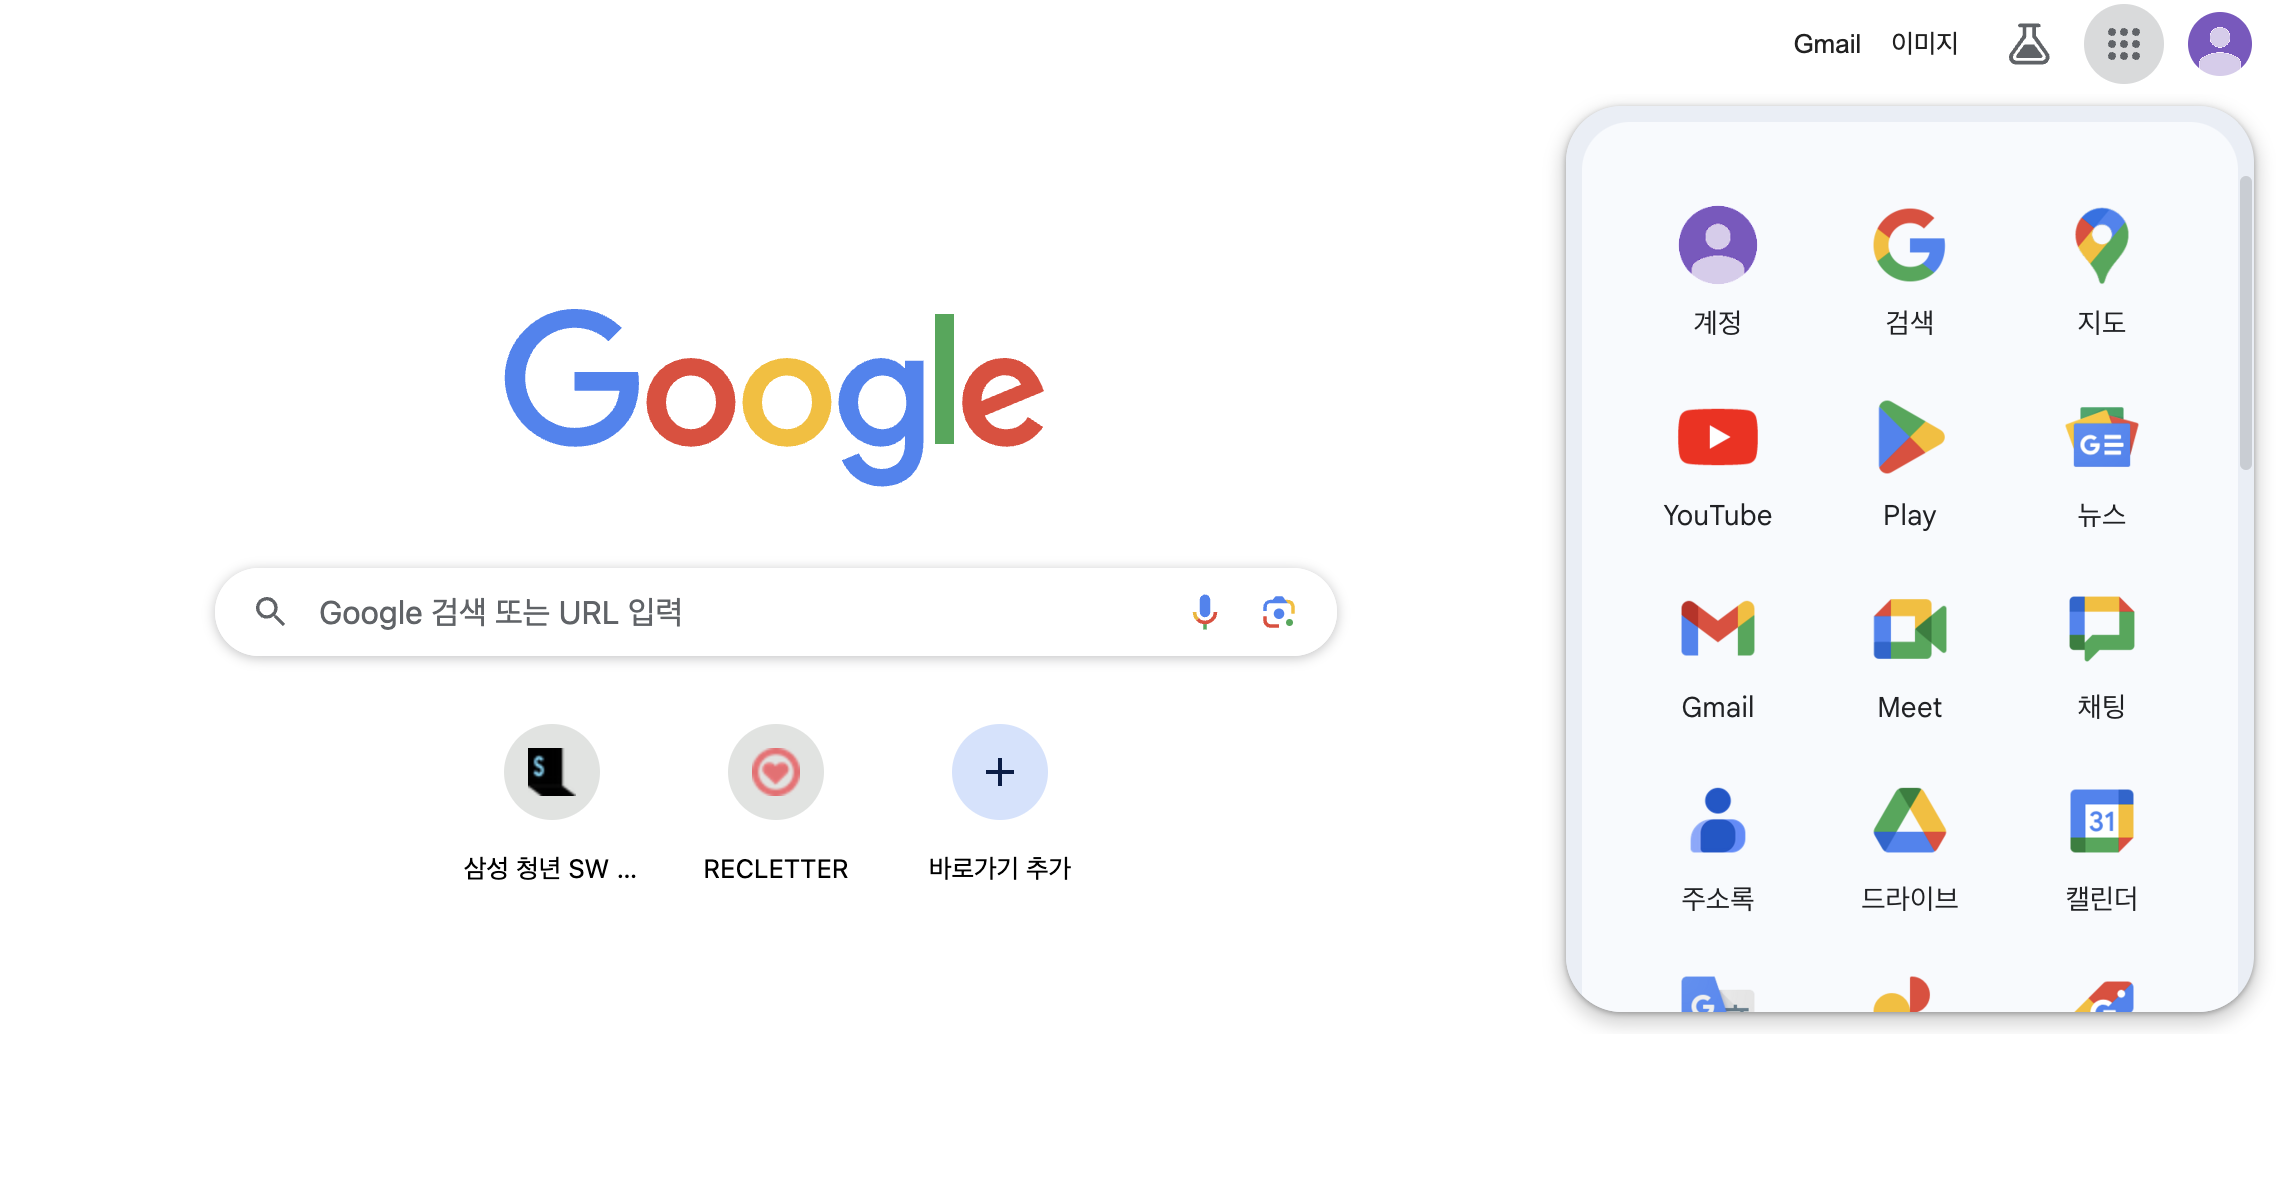 Gmail 이미지
Google
Google 검색 또는 URL 입력
S
삼성 청년 SW ...
RECLETTER
바로가기 추가
계정
검색
지도
YouTube
Play
뉴스
Gmail
Meet
채팅
주소록
드라이브
31
캘린더